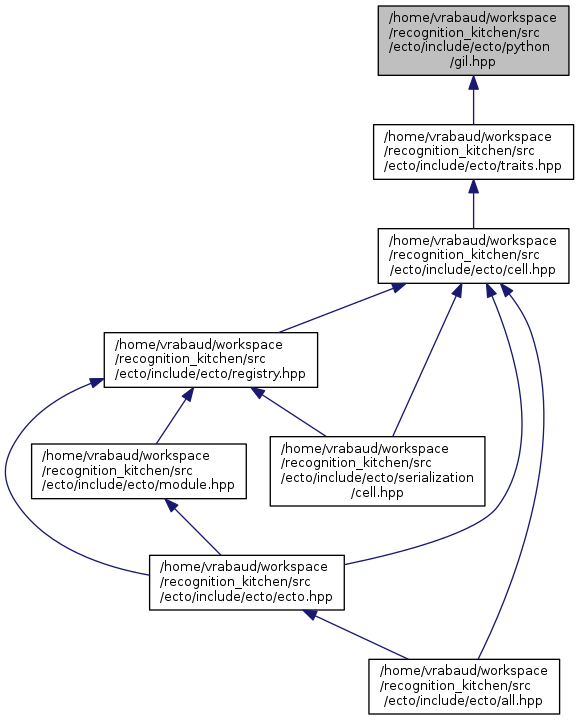 /home/vrabaud/workspace
/recognition_kitchen/src
/ecto/include/ecto/python
/gil.hpp
/home/vrabaud/workspace
/recognition_kitchen/src
/ecto/include/ecto/traits.hpp
/home/vrabaud/workspace
/recognition_kitchen/src
/ecto/include/ecto/cell.hpp
/home/vrabaud/workspace
/recognition_kitchen/src
/ecto/include/ecto/registry.hpp
/home/vrabaud/workspace
/recognition_kitchen/src
/ecto/include/ecto/module.hpp
/home/vrabaud/workspace
/recognition_kitchen/src
/ecto/include/ecto/serialization
/cell.hpp
/home/vrabaud/workspace
/recognition_kitchen/src
/ecto/include/ecto/ecto.hpp
/home/vrabaud/workspace
/recognition_kitchen/src
/ecto/include/ecto/all.hpp